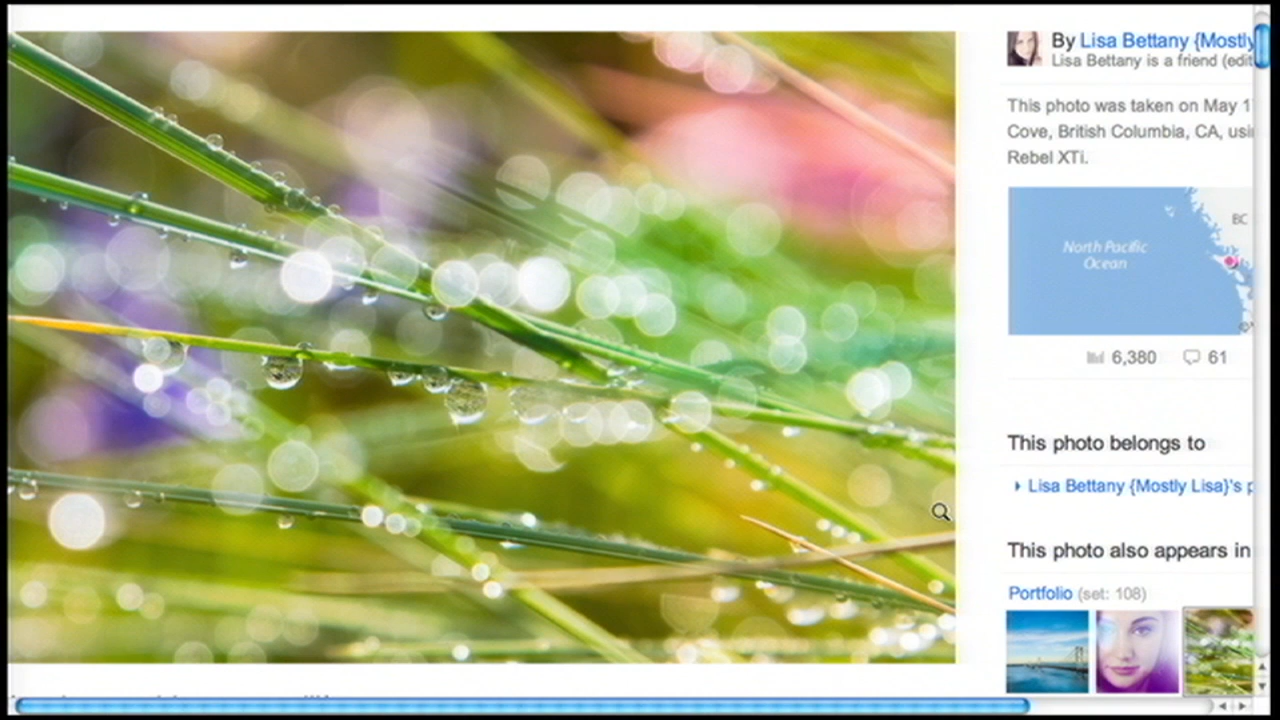 By Lisa Bettany {Mostly
Lisa Bettany is a friend (edit
This photo was taken on May 1
Cove, British Columbia, CA, usi
Rebel XTi.
BC
North Pacific
Ocean
6,380 61
This photo belongs to
Lisa Bettany {Mostly Lisa}'s p
This photo also appears in
Portfolio (set: 108)